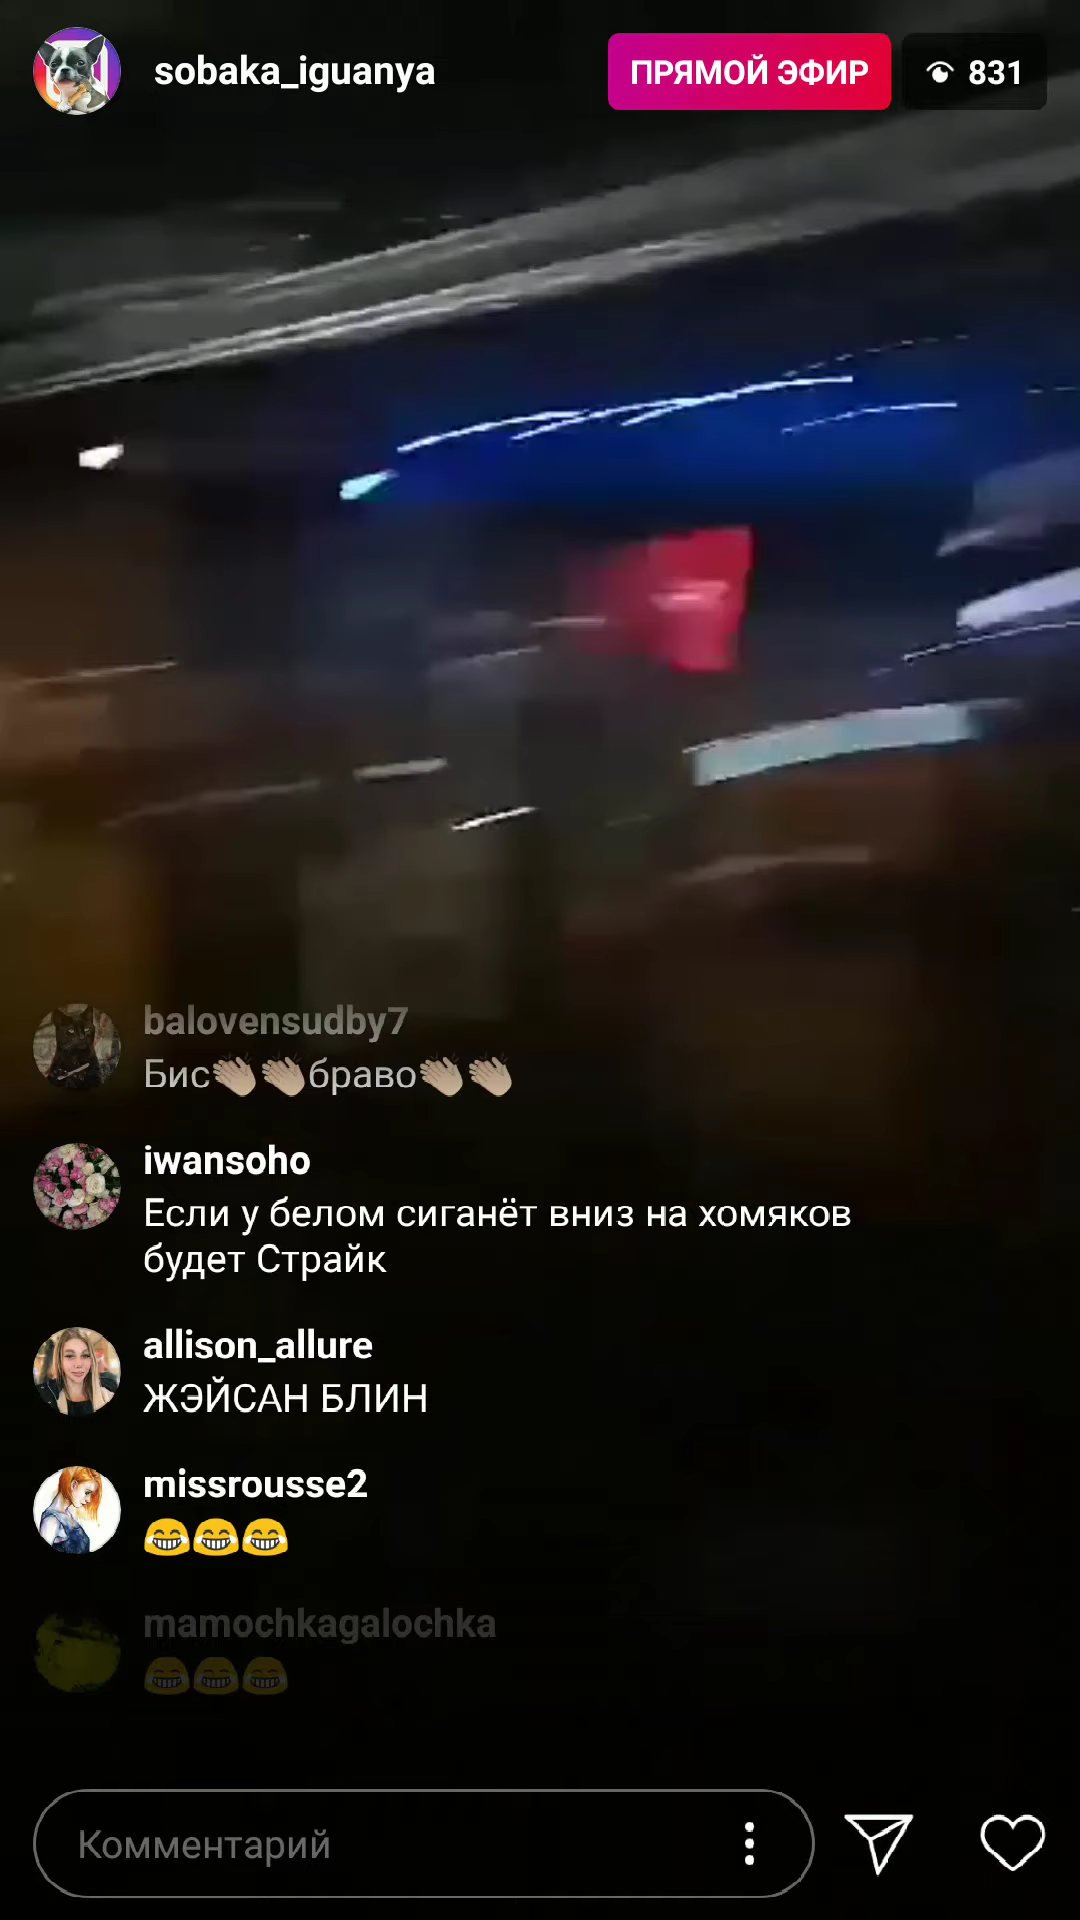 sobaka_iguanya
ПРЯМОЙ ЭФИР
831
balovensudby7
Бис👏🏼👏🏼браво👏🏼👏🏼
iwansoho
Если у белом сиганёт вниз на хомяков
будет Страйк
allison_allure
ЖЭЙСАН БЛИН
missrousse2
😂😂😂
mamochkagalochka
😂😂😂
Комментарий